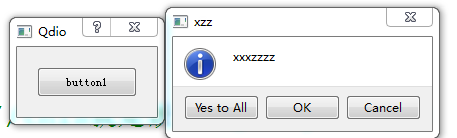 Qdio
button1
xzz
xxxzzzz
Yes to All
OK
Cancel